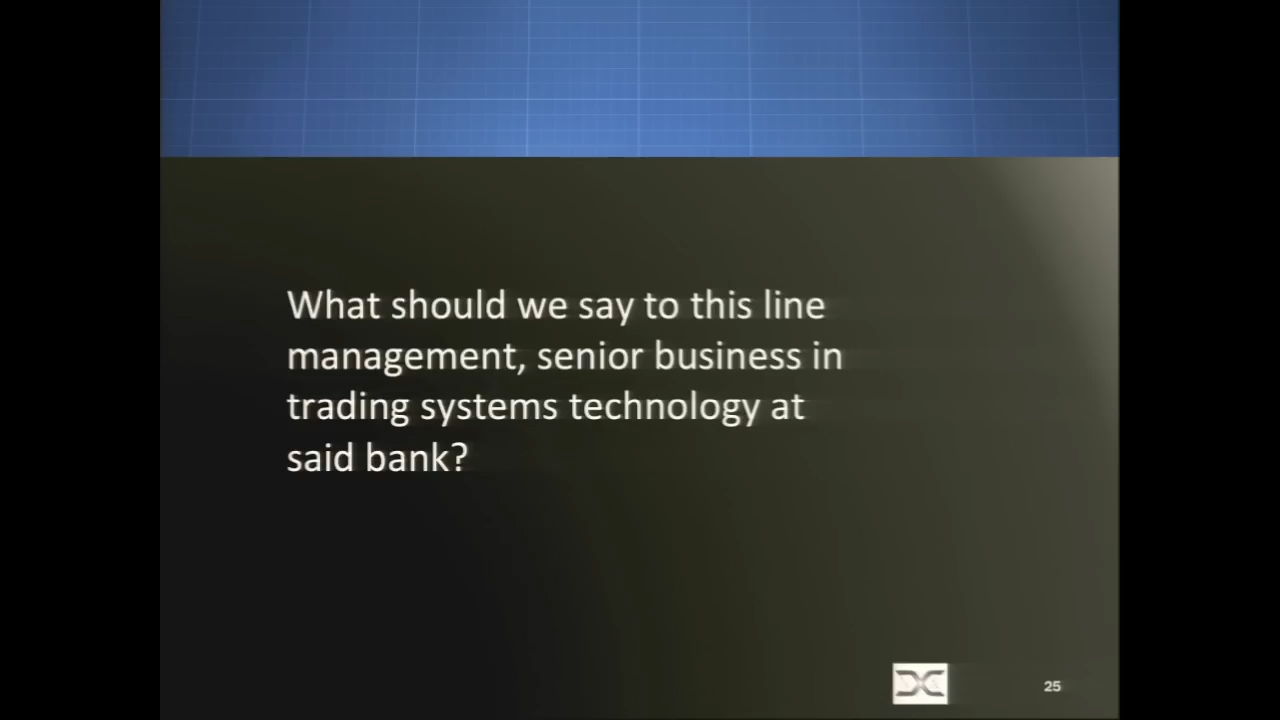 What should we say to this line
management, senior business in
trading systems technology at
said bank?
25